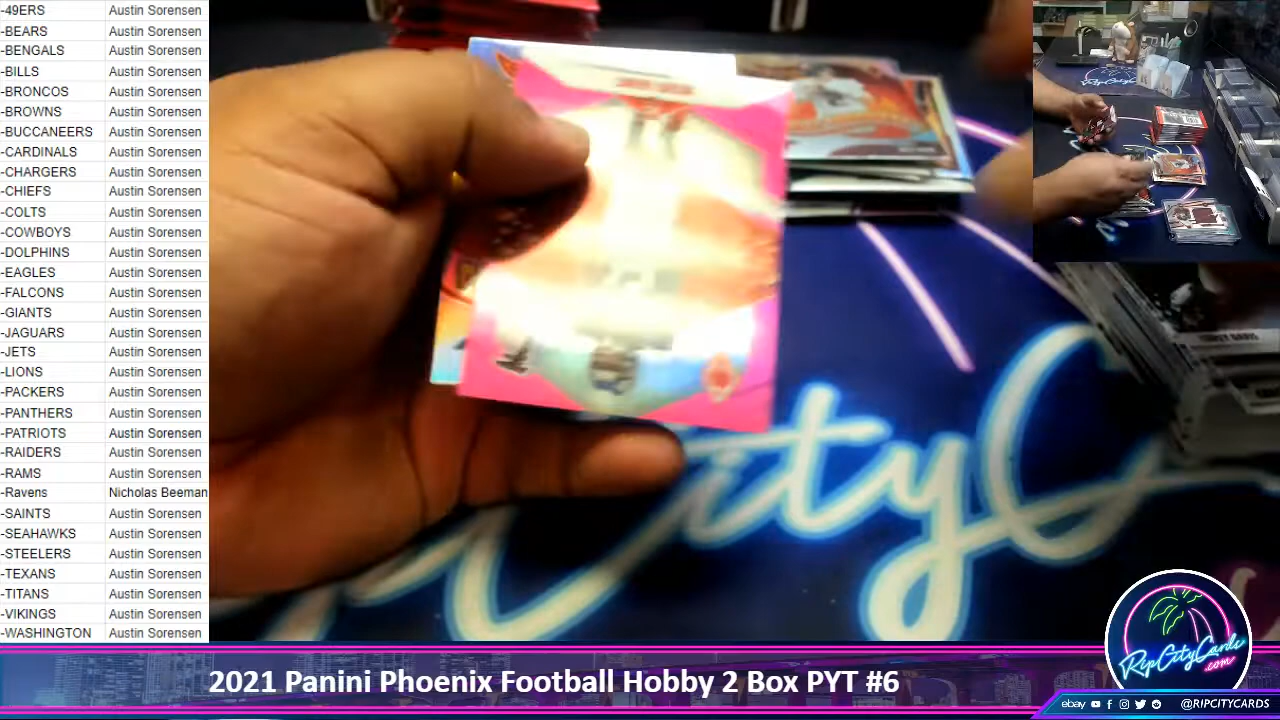 -49ERS Austin Sorensen
-BEARS Austin Sorensen
-BENGALS Austin Sorensen
-BILLS Austin Sorensen
-BRONCOS Austin Sorensen
-BROWNS Austin Sorensen
-BUCCANEERS Austin Sorensen
-CARDINALS Austin Sorensen
-CHARGERS Austin Sorensen
-CHIEFS Austin Sorensen
-COLTS Austin Sorensen
-COWBOYS Austin Sorensen
-DOLPHINS Austin Sorensen
-EAGLES Austin Sorensen
-FALCONS Austin Sorensen
-GIANTS Austin Sorensen
-JAGUARS Austin Sorensen
-JETS Austin Sorensen
-LIONS Austin Sorensen
-PACKERS Austin Sorensen
-PANTHERS Austin Sorensen
-PATRIOTS Austin Sorensen
-RAIDERS Austin Sorensen
-RAMS Austin Sorensen
-Ravens Nicholas Beeman
-SAINTS Austin Sorensen
-SEAHAWKS Austin Sorensen
-STEELERS Austin Sorensen
-TEXANS Austin Sorensen
-TITANS Austin Sorensen
-VIKINGS Austin Sorensen
-WASHINGTON Austin Sorensen
City C
RipCityCards
.com
2021 Panini Phoenix Football Hobby 2 Box PYT #6
ebay @RIPCITYCARDS